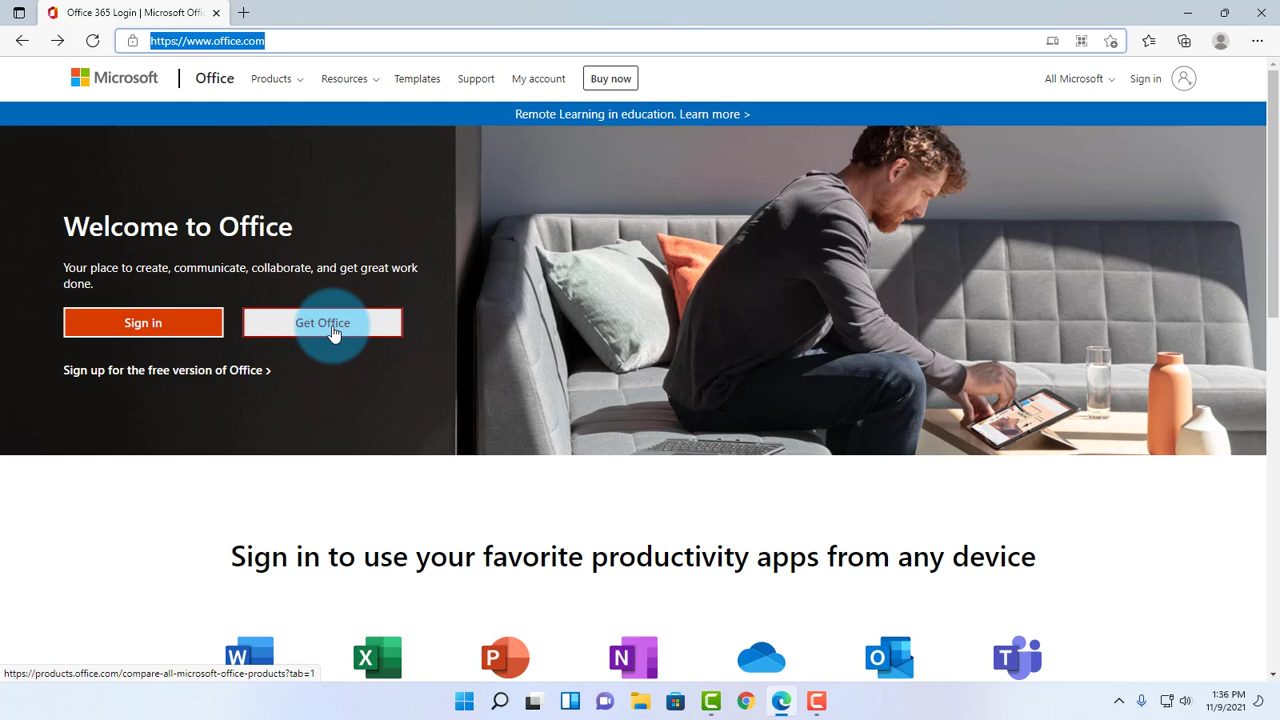 Office 365 Login | Microsoft Offic
https://www.office.com
Microsoft
Office
Products
Resources
Templates
Support
My account
Buy now
All Microsoft
Sign in
Remote Learning in education. Learn more >
Welcome to Office
Your place to create, communicate, collaborate, and get great work
done.
Sign in
Get Office
Sign up for the free version of Office >
Sign in to use your favorite productivity apps from any device
W
X
P
N
O
T
https://products.office.com/compare-all-microsoft-office-products?tab=1
1:36 PM
11/9/2021